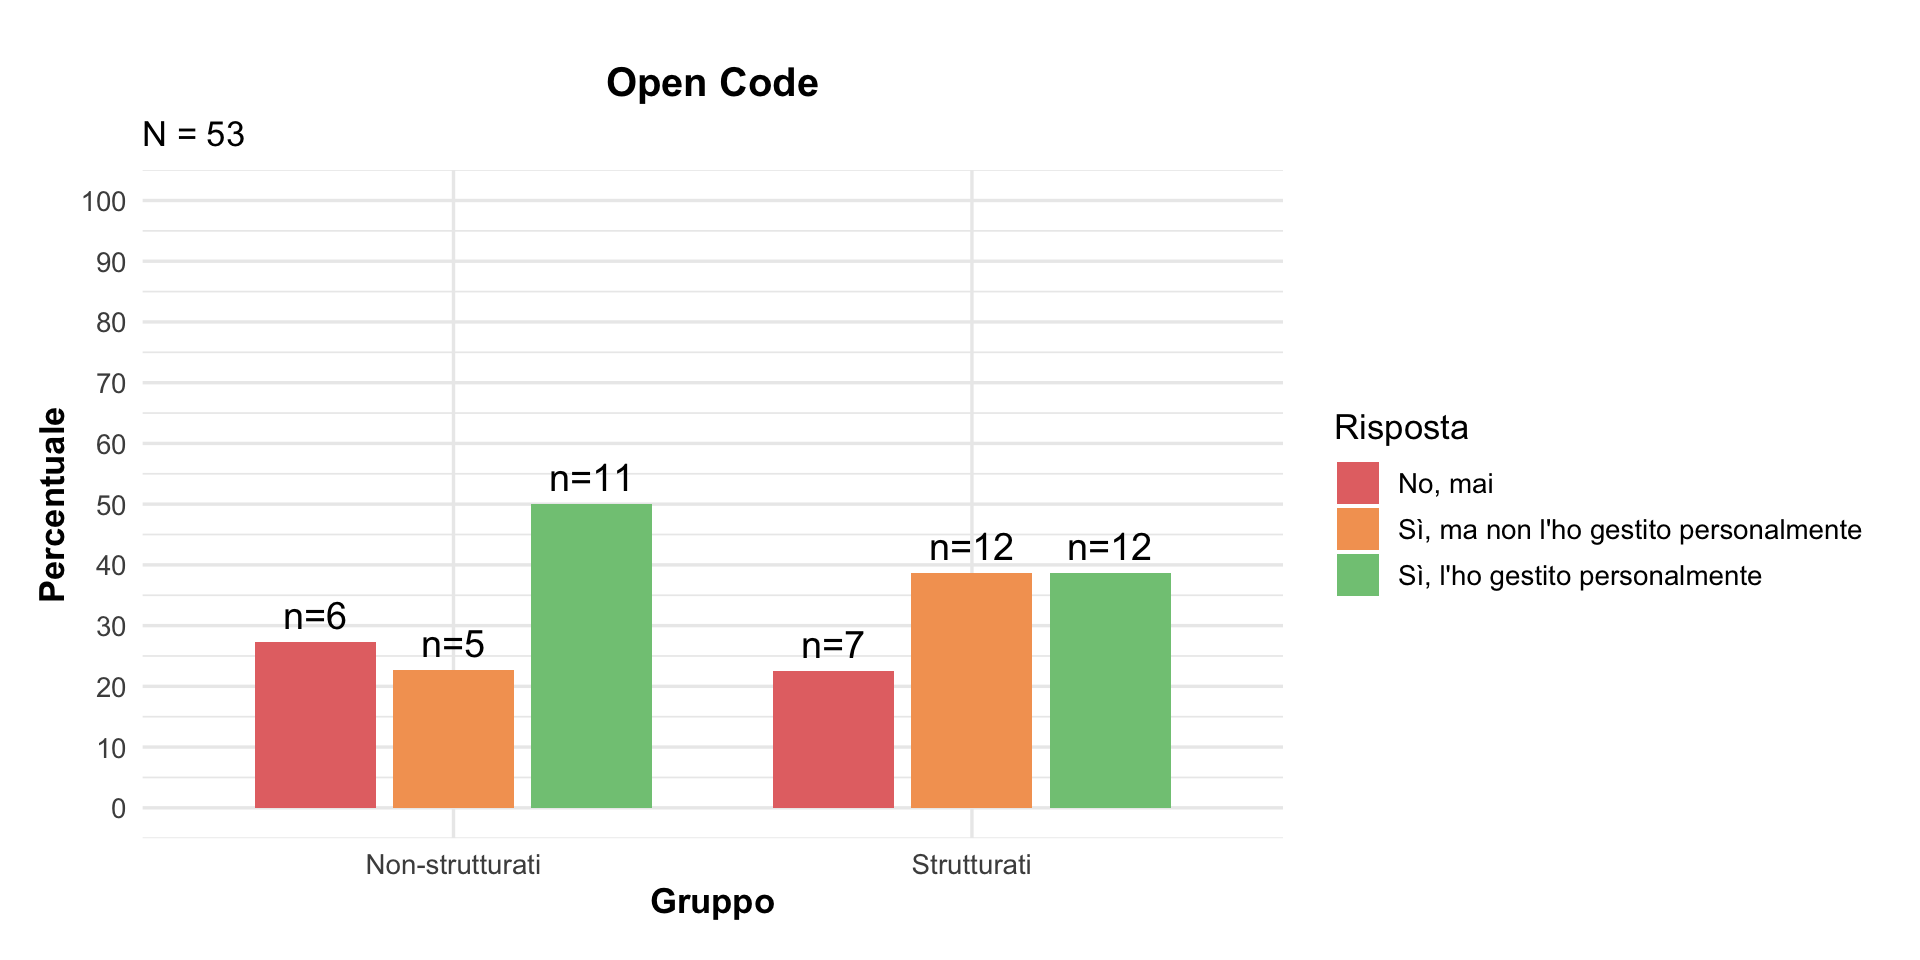 Open Code
N = 53
100
90
80
70
60
50
40
30
20
10
0
Percentuale
n=6
n=5
n=11
n=7
n=12
n=12
Non-strutturati
Strutturati
Gruppo
Risposta
No, mai
Sì, ma non l'ho gestito personalmente
Sì, l'ho gestito personalmente